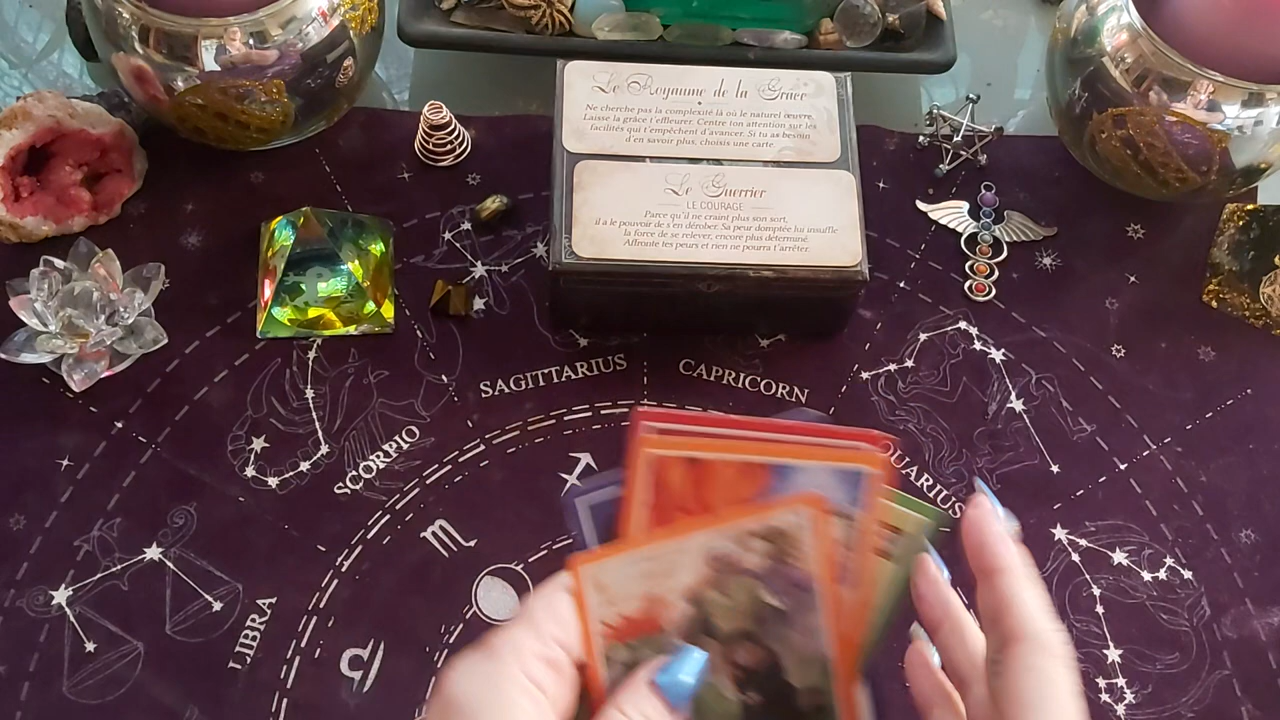 Le Royaume de la Grâce
Ne cherche pas la complexité là où le naturel œuvre.
Laisse la grâce t'effleurer. Centre ton attention sur les
facilités qui t'empêchent d'avancer. Si tu as besoin
d'en savoir plus, choisis une carte.
Le Guerrier
LE COURAGE
Parce qu'il ne craint plus son sort,
il a le pouvoir de s'en dérober. Sa peur domptée lui insuffle
la force de se relever, encore plus déterminé.
Affronte tes peurs et rien ne pourra t'arrêter.
SAGITTARIUS
CAPRICORN
SCORPIO
QUARIUS
LIBRA